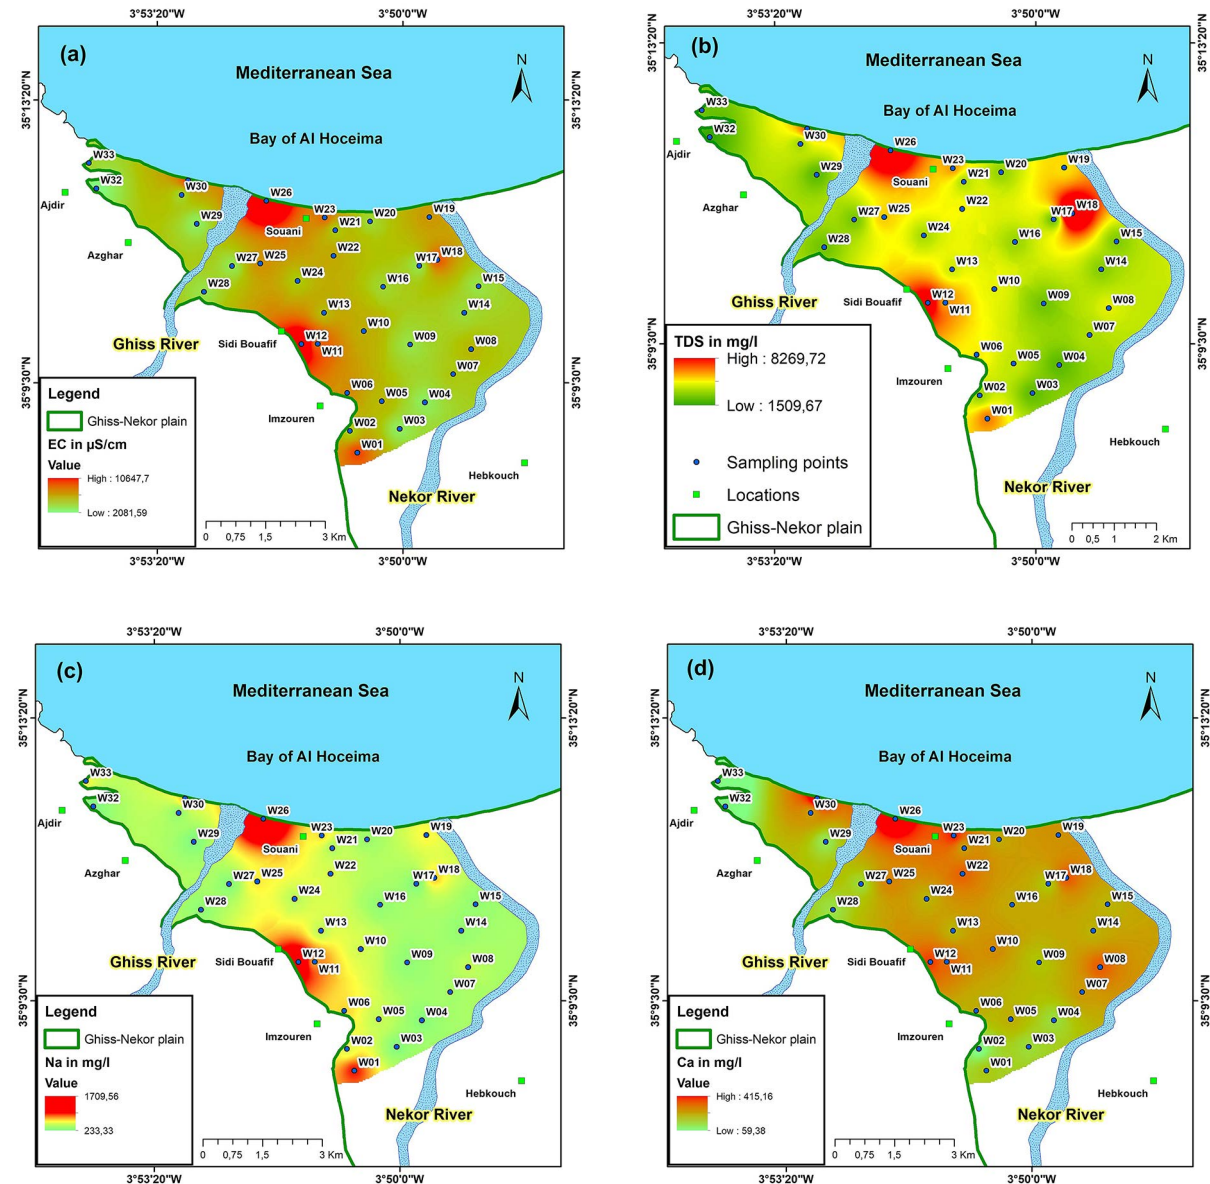 3°53'20"W
3°50'0"W
(a)
Mediterranean Sea
N
Bay of Al Hoceima
35°13'20"N
35°13'20"N
W33
W32
W30
W26
Ajdir
W29
W23
W20
W19
W21
Souani
Azghar
W22
W27
W25
W17
W18
W28
W24
W16
W15
W13
W14
Ghiss River
Sidi Bouafif
W12
W11
W10
W09
W08
W07
35°9'30"N
35°9'30"N
Legend
Ghiss-Nekor plain
EC in µS/cm
Value
High : 10647,7
Low : 2081,59
W06
W05
W04
Imzouren
W02
W03
W01
Hebkouch
Nekor River
0 0,75 1,5 3 Km
3°53'20"W
3°50'0"W
3°53'20"W
3°50'0"W
(b)
Mediterranean Sea
N
Bay of Al Hoceima
35°13'20"N
35°13'20"N
W33
W32
W30
W26
Ajdir
W29
W23
W20
W19
W21
Souani
Azghar
W27
W25
W22
W17
W18
W28
W24
W16
W15
W13
W14
Ghiss River
Sidi Bouafif
W12
W11
W10
W09
W08
W07
35°9'30"N
35°9'30"N
TDS in mg/l
High : 8269,72
Low : 1509,67
Sampling points
Locations
Ghiss-Nekor plain
W06
W05
W04
Imzouren
W02
W03
W01
Hebkouch
Nekor River
0 0,5 1 2 Km
3°53'20"W
3°50'0"W
3°53'20"W
3°50'0"W
(c)
Mediterranean Sea
N
Bay of Al Hoceima
35°13'20"N
35°13'20"N
W33
W32
W30
W26
Ajdir
W29
W23
W20
W19
W21
Souani
Azghar
W22
W27
W25
W17
W18
W28
W24
W16
W15
W13
W14
Ghiss River
Sidi Bouafif
W12
W11
W10
W09
W08
W07
35°9'30"N
35°9'30"N
Legend
Ghiss-Nekor plain
Na in mg/l
Value
1709,56
233,33
W06
W05
W04
Imzouren
W02
W03
W01
Hebkouch
Nekor River
0 0,75 1,5 3 Km
3°53'20"W
3°50'0"W
3°53'20"W
3°50'0"W
(d)
Mediterranean Sea
N
Bay of Al Hoceima
35°13'20"N
35°13'20"N
W33
W32
W30
W26
Ajdir
W29
W23
W20
W19
W21
Souani
Azghar
W22
W27
W25
W17
W18
W28
W24
W16
W15
W13
W14
Ghiss River
Sidi Bouafif
W12
W11
W10
W09
W08
W07
35°9'30"N
35°9'30"N
Legend
Ghiss-Nekor plain
Ca in mg/l
Value
High : 415,16
Low : 59,38
W06
W05
W04
Imzouren
W02
W03
W01
Hebkouch
Nekor River
0 0,75 1,5 3 Km
3°53'20"W
3°50'0"W